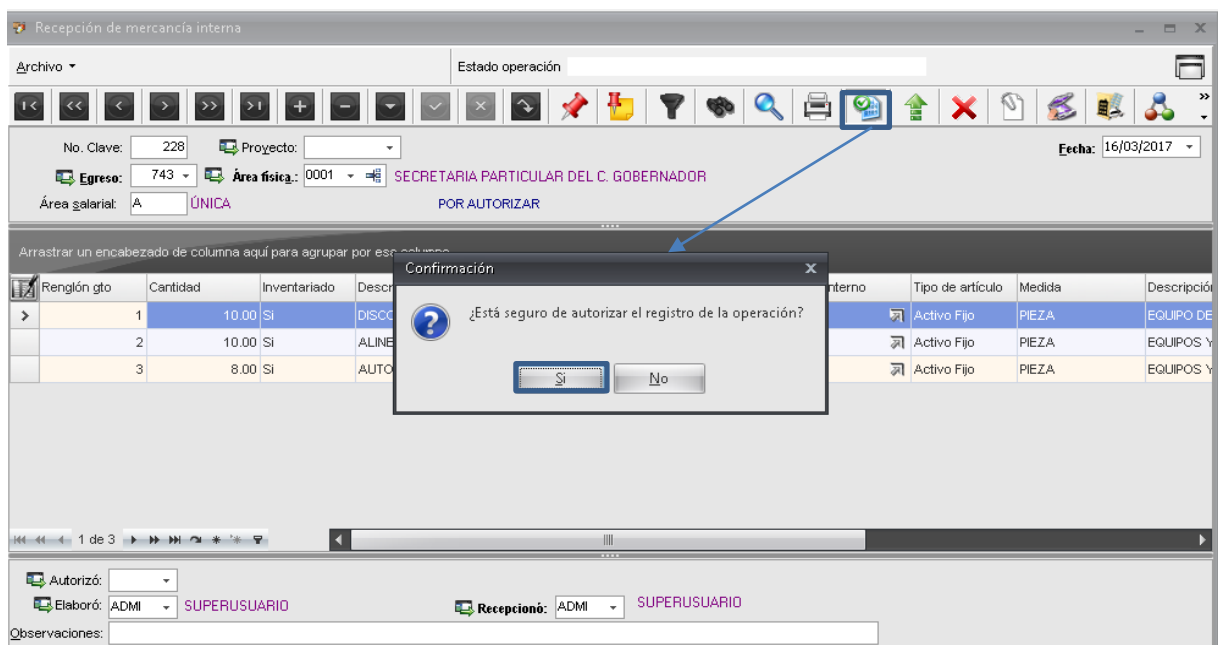 Recepción de mercancía interna
Archivo
Estado operación
No. Clave: 228 Proyecto: Fecha: 16/03/2017
Egreso: 743 Área física.: 0001 SECRETARIA PARTICULAR DEL C. GOBERNADOR
Área salarial: A ÚNICA POR AUTORIZAR
Arrastrar un encabezado de columna aquí para agrupar por esa columna
Confirmación
Renglón gto Cantidad Inventariado Descr nterno Tipo de artículo Medida Descripción
¿Está seguro de autorizar el registro de la operación?
1 10.00 Si DISCO Activo Fijo PIEZA EQUIPO DE
2 10.00 Si ALINE Activo Fijo PIEZA EQUIPOS Y
3 8.00 Si AUTO Activo Fijo PIEZA EQUIPOS Y
Si No
1 de 3
Autorizó:
Elaboró: ADMI SUPERUSUARIO Recepcionó: ADMI SUPERUSUARIO
Observaciones: